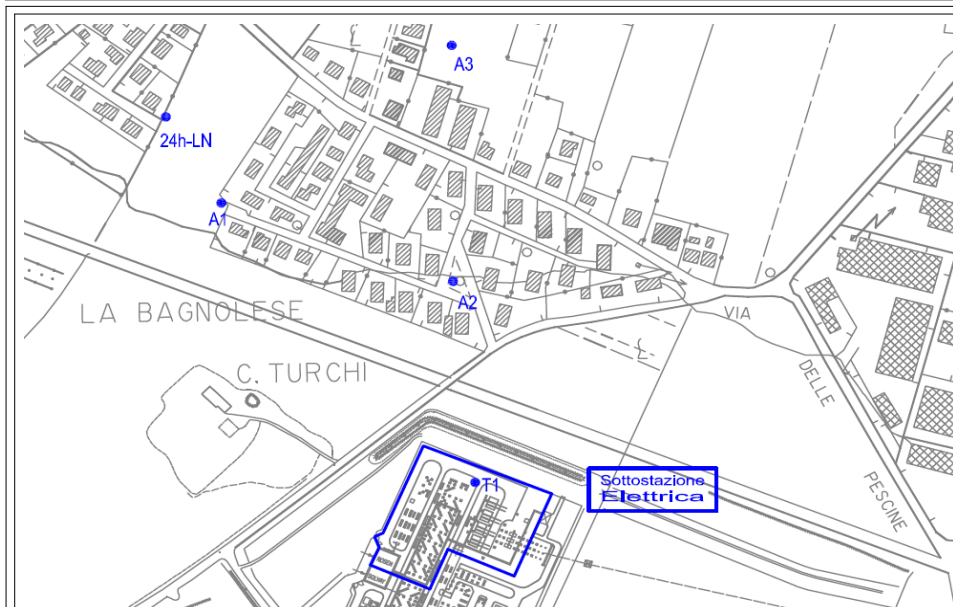 A3
24h-LN
A1
A2
LA BAGNOLESE
VIA
C. TURCHI
DELLE
PESCINE
T1
Sottostazione
Elettrica